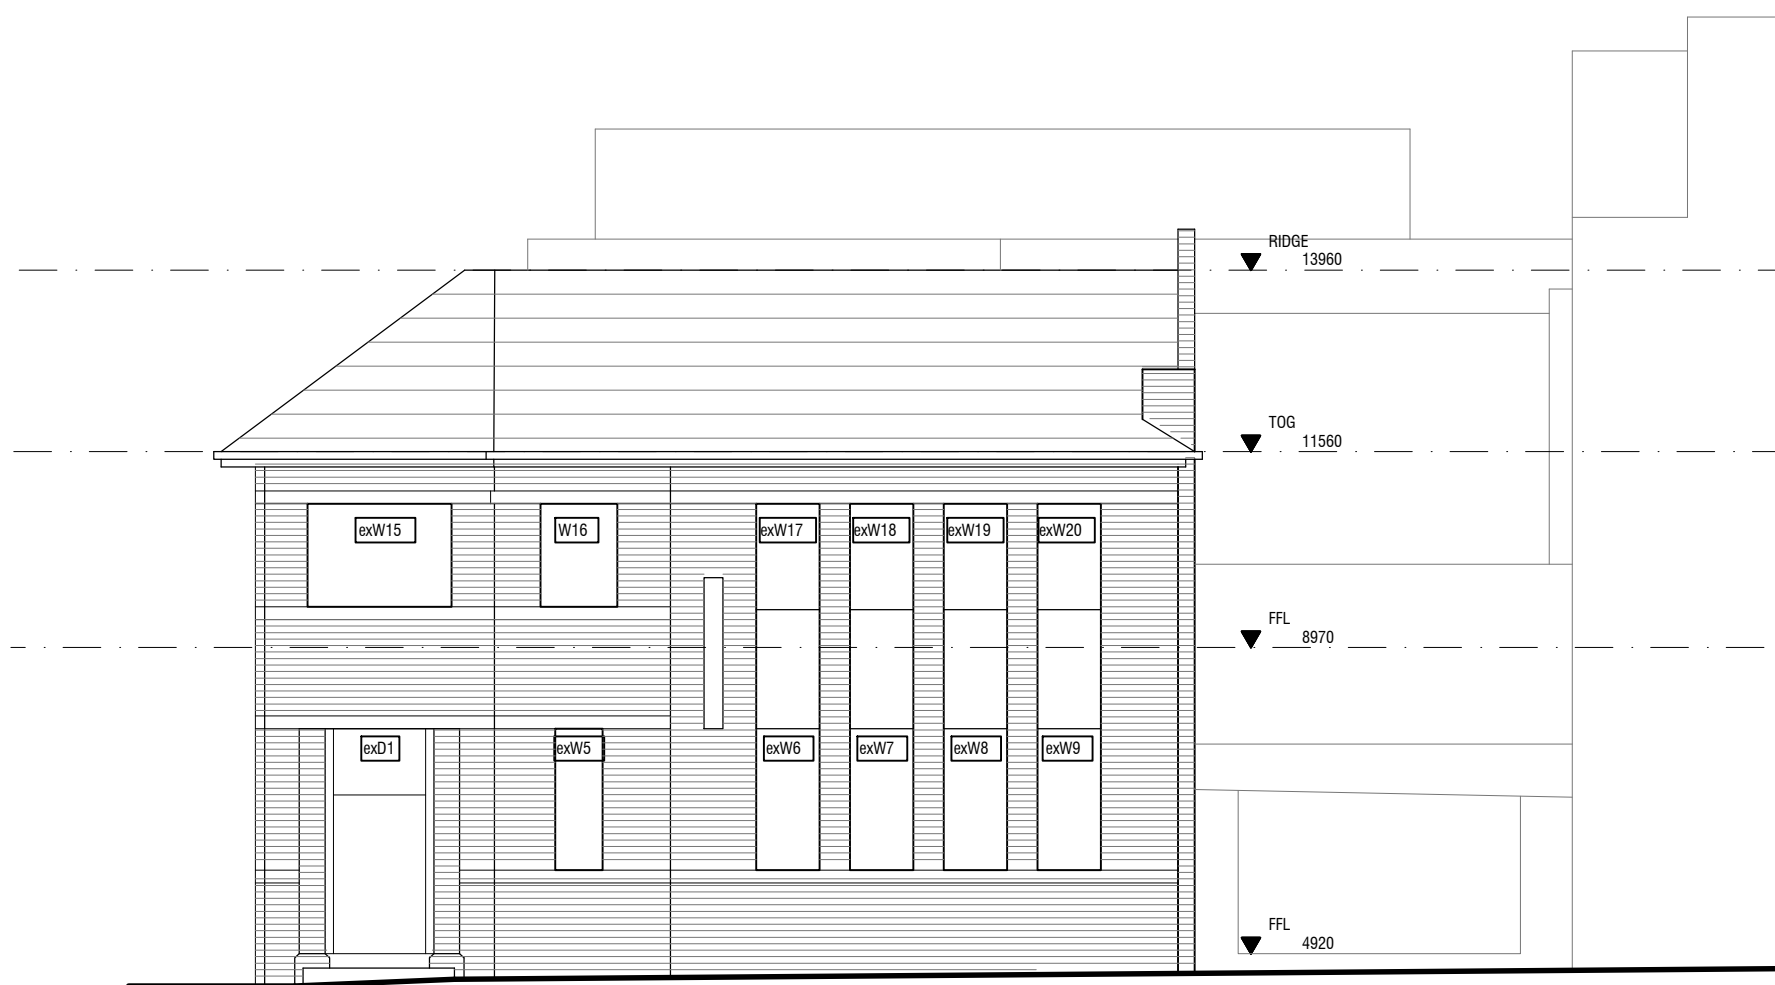 RIDGE
13960
TOG
11560
exW15 W16 exW17 exW18 exW19 exW20
FFL
8970
exD1 exW5 exW6 exW7 exW8 exW9
FFL
4920